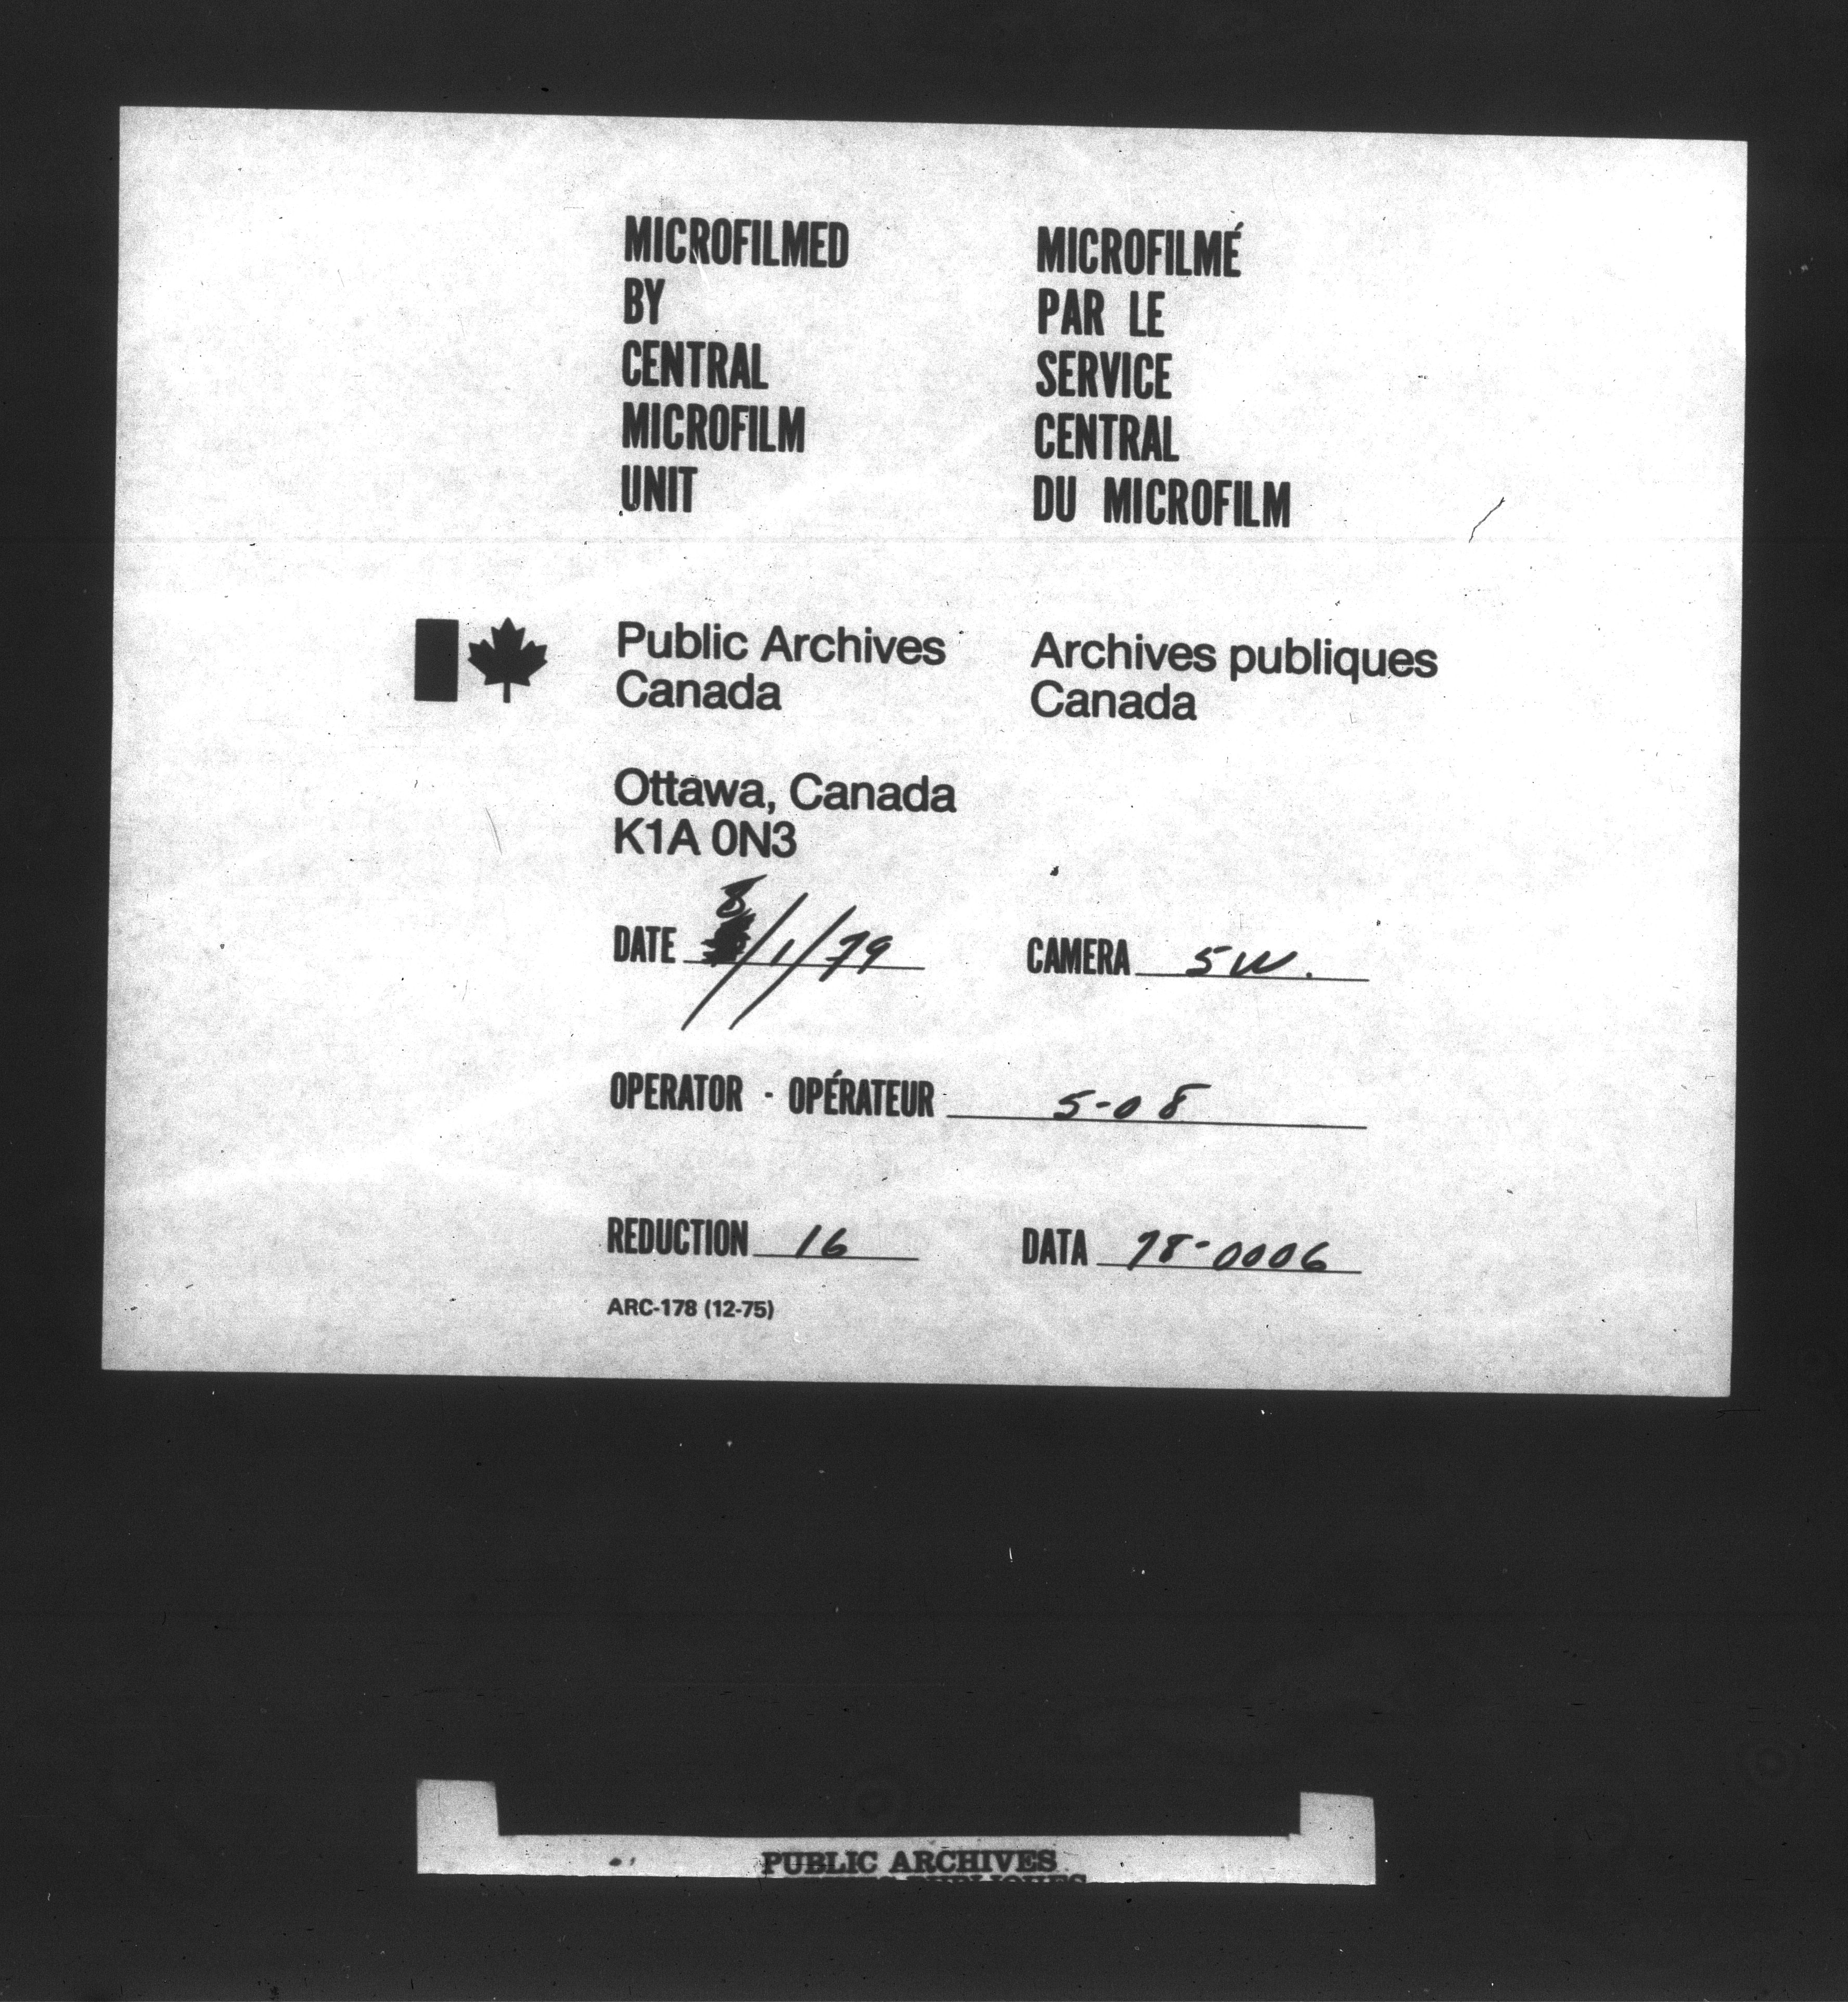 MICROFILMED
BY
CENTRAL
MICROFILM
UNIT
MICROFILMÉ
PAR LE
SERVICE
CENTRAL
DU MICROFILM
Public Archives
Canada
Archives publiques
Canada
Ottawa, Canada
K1A 0N3
DATE 8/1/79
CAMERA 5W.
OPERATOR - OPÉRATEUR 5-08
REDUCTION 16
DATA 78-0006
ARC-178 (12-75)
PUBLIC ARCHIVES